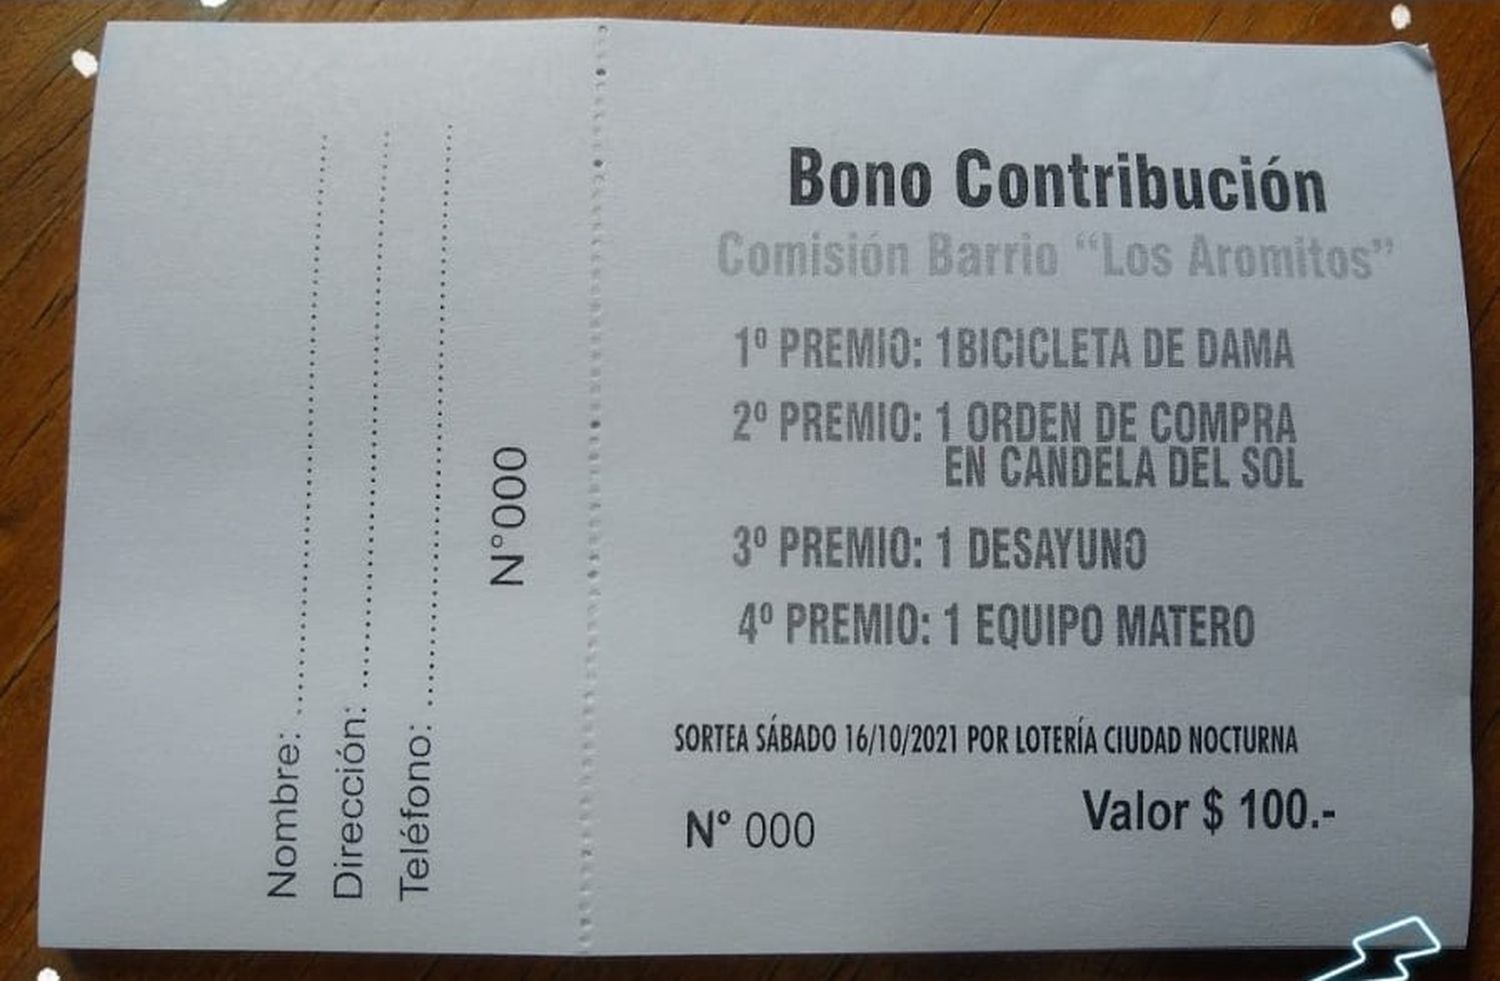 Nombre: ........................................................
Dirección: ........................................................
Teléfono: ........................................................
N°000
Bono Contribución
Comisión Barrio “Los Aromitos”
1º PREMIO: 1BICICLETA DE DAMA
2º PREMIO: 1 ORDEN DE COMPRA
EN CANDELA DEL SOL
3º PREMIO: 1 DESAYUNO
4º PREMIO: 1 EQUIPO MATERO
SORTEA SÁBADO 16/10/2021 POR LOTERÍA CIUDAD NOCTURNA
Nº 000
Valor $ 100.-